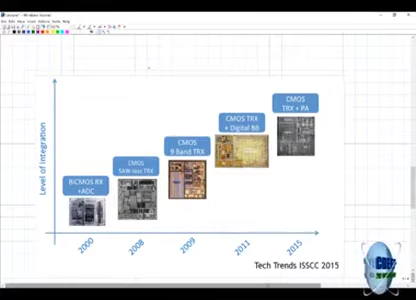 CMOS
TRX + PA
CMOS TRX
+ Digital BB
CMOS
9 Band TRX
CMOS
SAW-less TRX
BiCMOS RX
+ADC
Level of integration
2000
2008
2009
2011
2015
Tech Trends ISSCC 2015